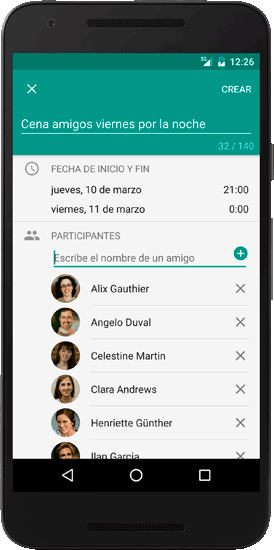 3G 12:26
CREAR
Cena amigos viernes por la noche
32 / 140
FECHA DE INICIO Y FIN
jueves, 10 de marzo 21:00
viernes, 11 de marzo 0:00
PARTICIPANTES
Escribe el nombre de un amigo
Alix Gauthier
Angelo Duval
Celestine Martin
Clara Andrews
Henriette Günther
Ilan Garcia